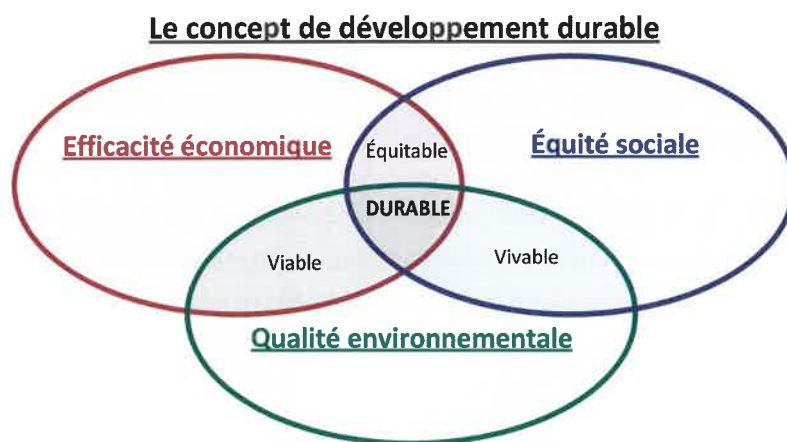 Le concept de développement durable
Efficacité économique
Équitable
Équité sociale
DURABLE
Viable
Vivable
Qualité environnementale